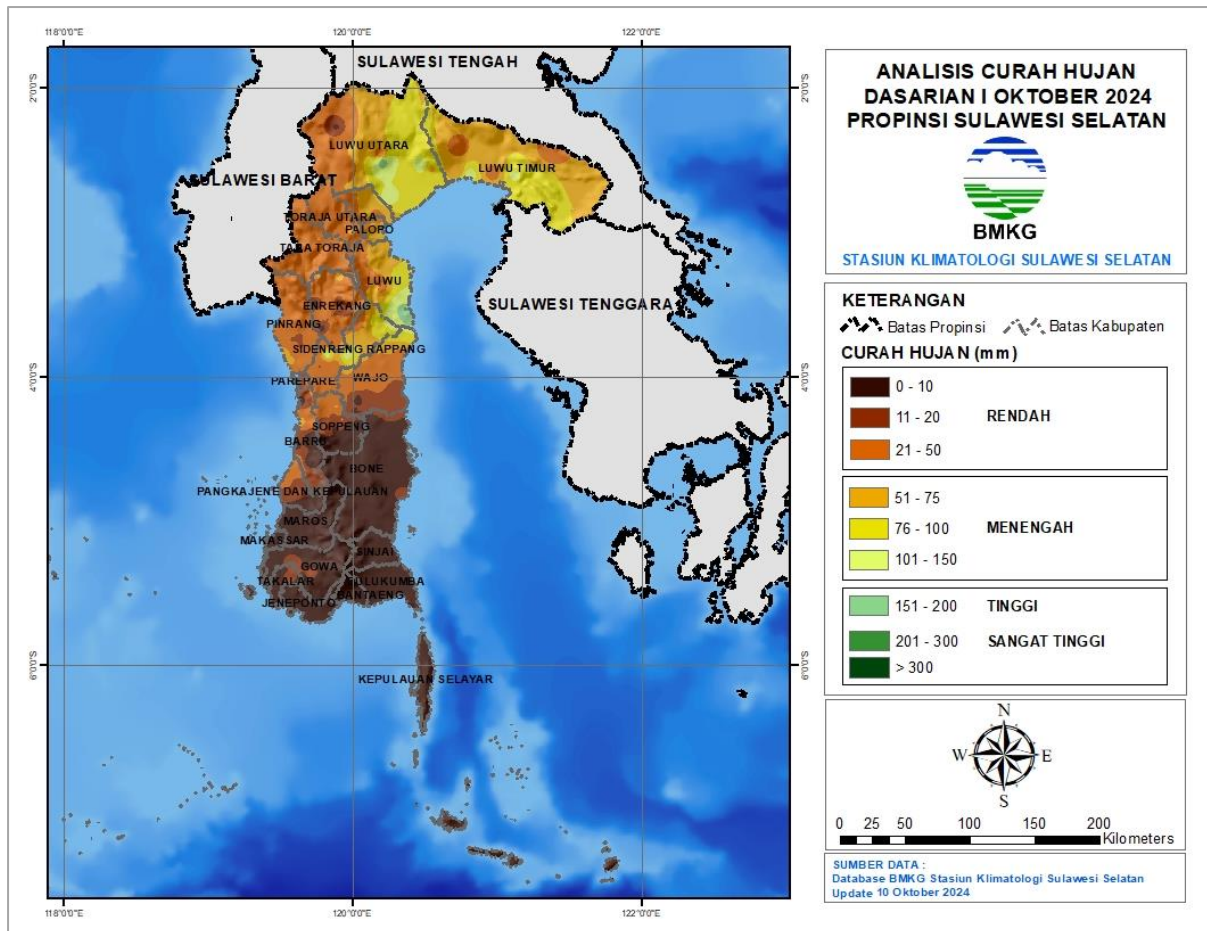 118°0'0"E
120°0'0"E
122°0'0"E
2°0'0"S
4°0'0"S
6°0'0"S
SULAWESI TENGAH
LUWU UTARA
LUWU TIMUR
SULAWESI BARAT
TORAJA UTARA
PALOPO
TANA TORAJA
LUWU
ENREKANG
SULAWESI TENGGARA
PINRANG
SIDENRENG RAPPANG
PAREPARE
WAJO
SOPPENG
BARRU
BONE
PANGKAJENE DAN KEPULAUAN
MAROS
MAKASSAR
SINJAI
GOWA
TAKALAR
BULUKUMBA
BANTAENG
JENEPONTO
KEPULAUAN SELAYAR
2°0'0"S
4°0'0"S
6°0'0"S
118°0'0"E
120°0'0"E
122°0'0"E
ANALISIS CURAH HUJAN
DASARIAN I OKTOBER 2024
PROPINSI SULAWESI SELATAN
BMKG
STASIUN KLIMATOLOGI SULAWESI SELATAN
KETERANGAN
Batas Propinsi
Batas Kabupaten
CURAH HUJAN (mm)
0 - 10
11 - 20 RENDAH
21 - 50
51 - 75
76 - 100 MENENGAH
101 - 150
151 - 200 TINGGI
201 - 300 SANGAT TINGGI
> 300
N
W E
S
0 25 50 100 150 200
Kilometers
SUMBER DATA :
Database BMKG Stasiun Klimatologi Sulawesi Selatan
Update 10 Oktober 2024